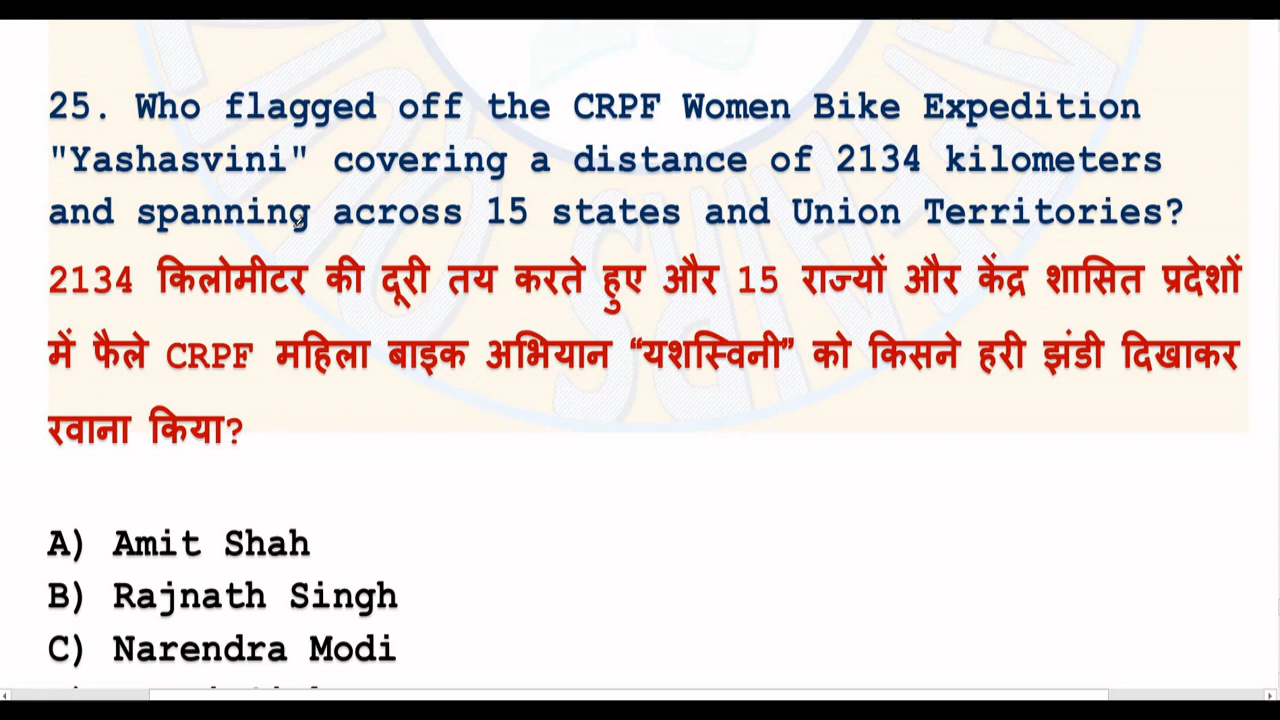 25. Who flagged off the CRPF Women Bike Expedition
"Yashasvini" covering a distance of 2134 kilometers
and spanning across 15 states and Union Territories?
2134 किलोमीटर की दूरी तय करते हुए और 15 राज्यों और केंद्र शासित प्रदेशों
में फैले CRPF महिला बाइक अभियान “यशस्विनी” को किसने हरी झंडी दिखाकर
रवाना किया?
A) Amit Shah
B) Rajnath Singh
C) Narendra Modi